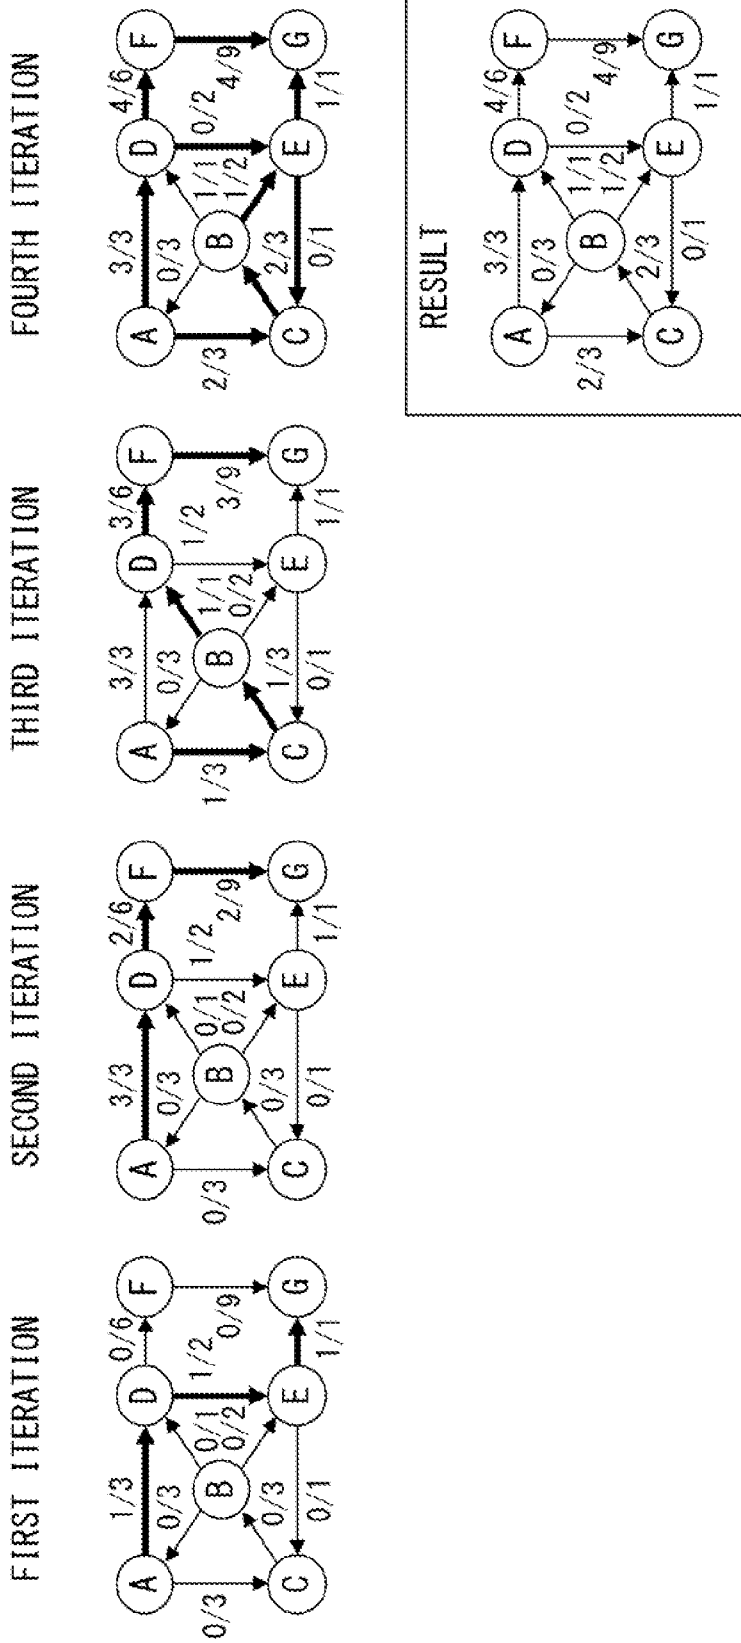 FIRST ITERATION
1/3 0/6
A D F
0/3 1/2
0/3 B 0/1 0/9
0/2
0/3
C E G
0/1 1/1
SECOND ITERATION
3/3 2/6
A D F
0/3 1/2
0/3 B 0/1 2/9
0/2
0/3
C E G
0/1 1/1
THIRD ITERATION
3/3 3/6
A D F
0/3 1/2
1/3 B 1/1 3/9
0/2
1/3
C E G
0/1 1/1
FOURTH ITERATION
3/3 4/6
A D F
0/3 0/2
2/3 B 1/1 4/9
1/2
2/3
C E G
0/1 1/1
RESULT
3/3 4/6
A D F
0/3 0/2
2/3 B 1/1 4/9
1/2
2/3
C E G
0/1 1/1